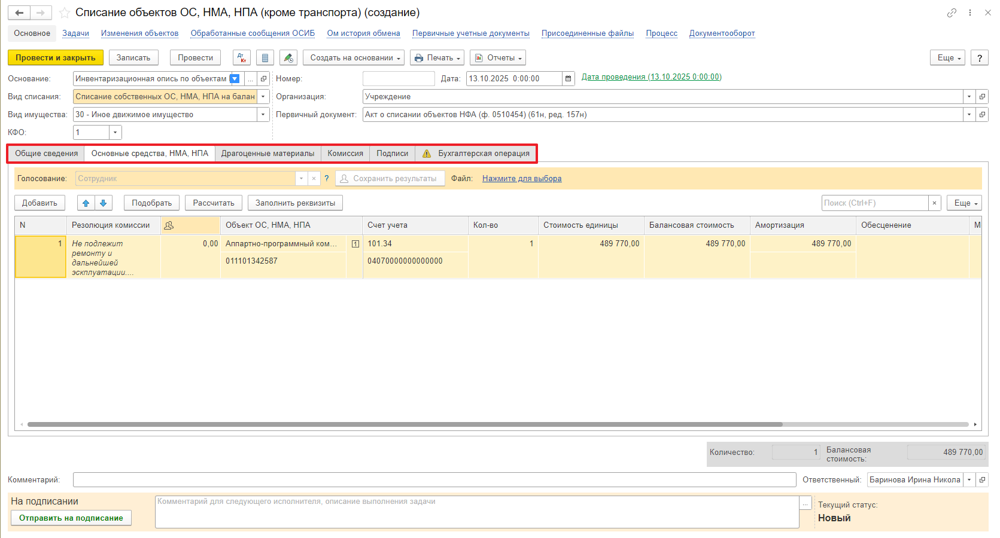 Списание объектов ОС, НМА, НПА (кроме транспорта) (создание)
Основное Задачи Изменения объектов Обработанные сообщения ОСИБ Ом история обмена Первичные учетные документы Присоединенные файлы Процесс Документооборот
Провести и закрыть Записать Провести Дт Кт Создать на основании Печать Отчеты Еще ?
Основание: Инвентаризационная опись по объектам ... Номер: Дата: 13.10.2025 0:00:00 Дата проведения (13.10.2025 0:00:00)
Вид списания: Списание собственных ОС, НМА, НПА на балан Организация: Учреждение
Вид имущества: 30 - Иное движимое имущество Первичный документ: Акт о списании объектов НФА (ф. 0510454) (61н, ред. 157н)
КФО: 1
Общие сведения Основные средства, НМА, НПА Драгоценные материалы Комиссия Подписи Бухгалтерская операция
Голосование: Сотрудник × ? Сохранить результаты Файл: Нажмите для выбора
Добавить Подобрать Рассчитать Заполнить реквизиты Поиск (Ctrl+F) × Еще
N Резолюция комиссии Объект ОС, НМА, НПА Счет учета Кол-во Стоимость единицы Балансовая стоимость Амортизация Обесценение М
1 Не подлежит 0,00 Аппартно-программный ком... 1 101.34 1 489 770,00 489 770,00 489 770,00
ремонту и
дальнейшей 011101342587 04070000000000000
эскплуатации....
Количество: 1 Балансовая стоимость: 489 770,00
Комментарий: Ответственный: Баринова Ирина Никола
На подписании Комментарий для следующего исполнителя, описание выполнения задачи ... Текущий статус:
Отправить на подписание Новый